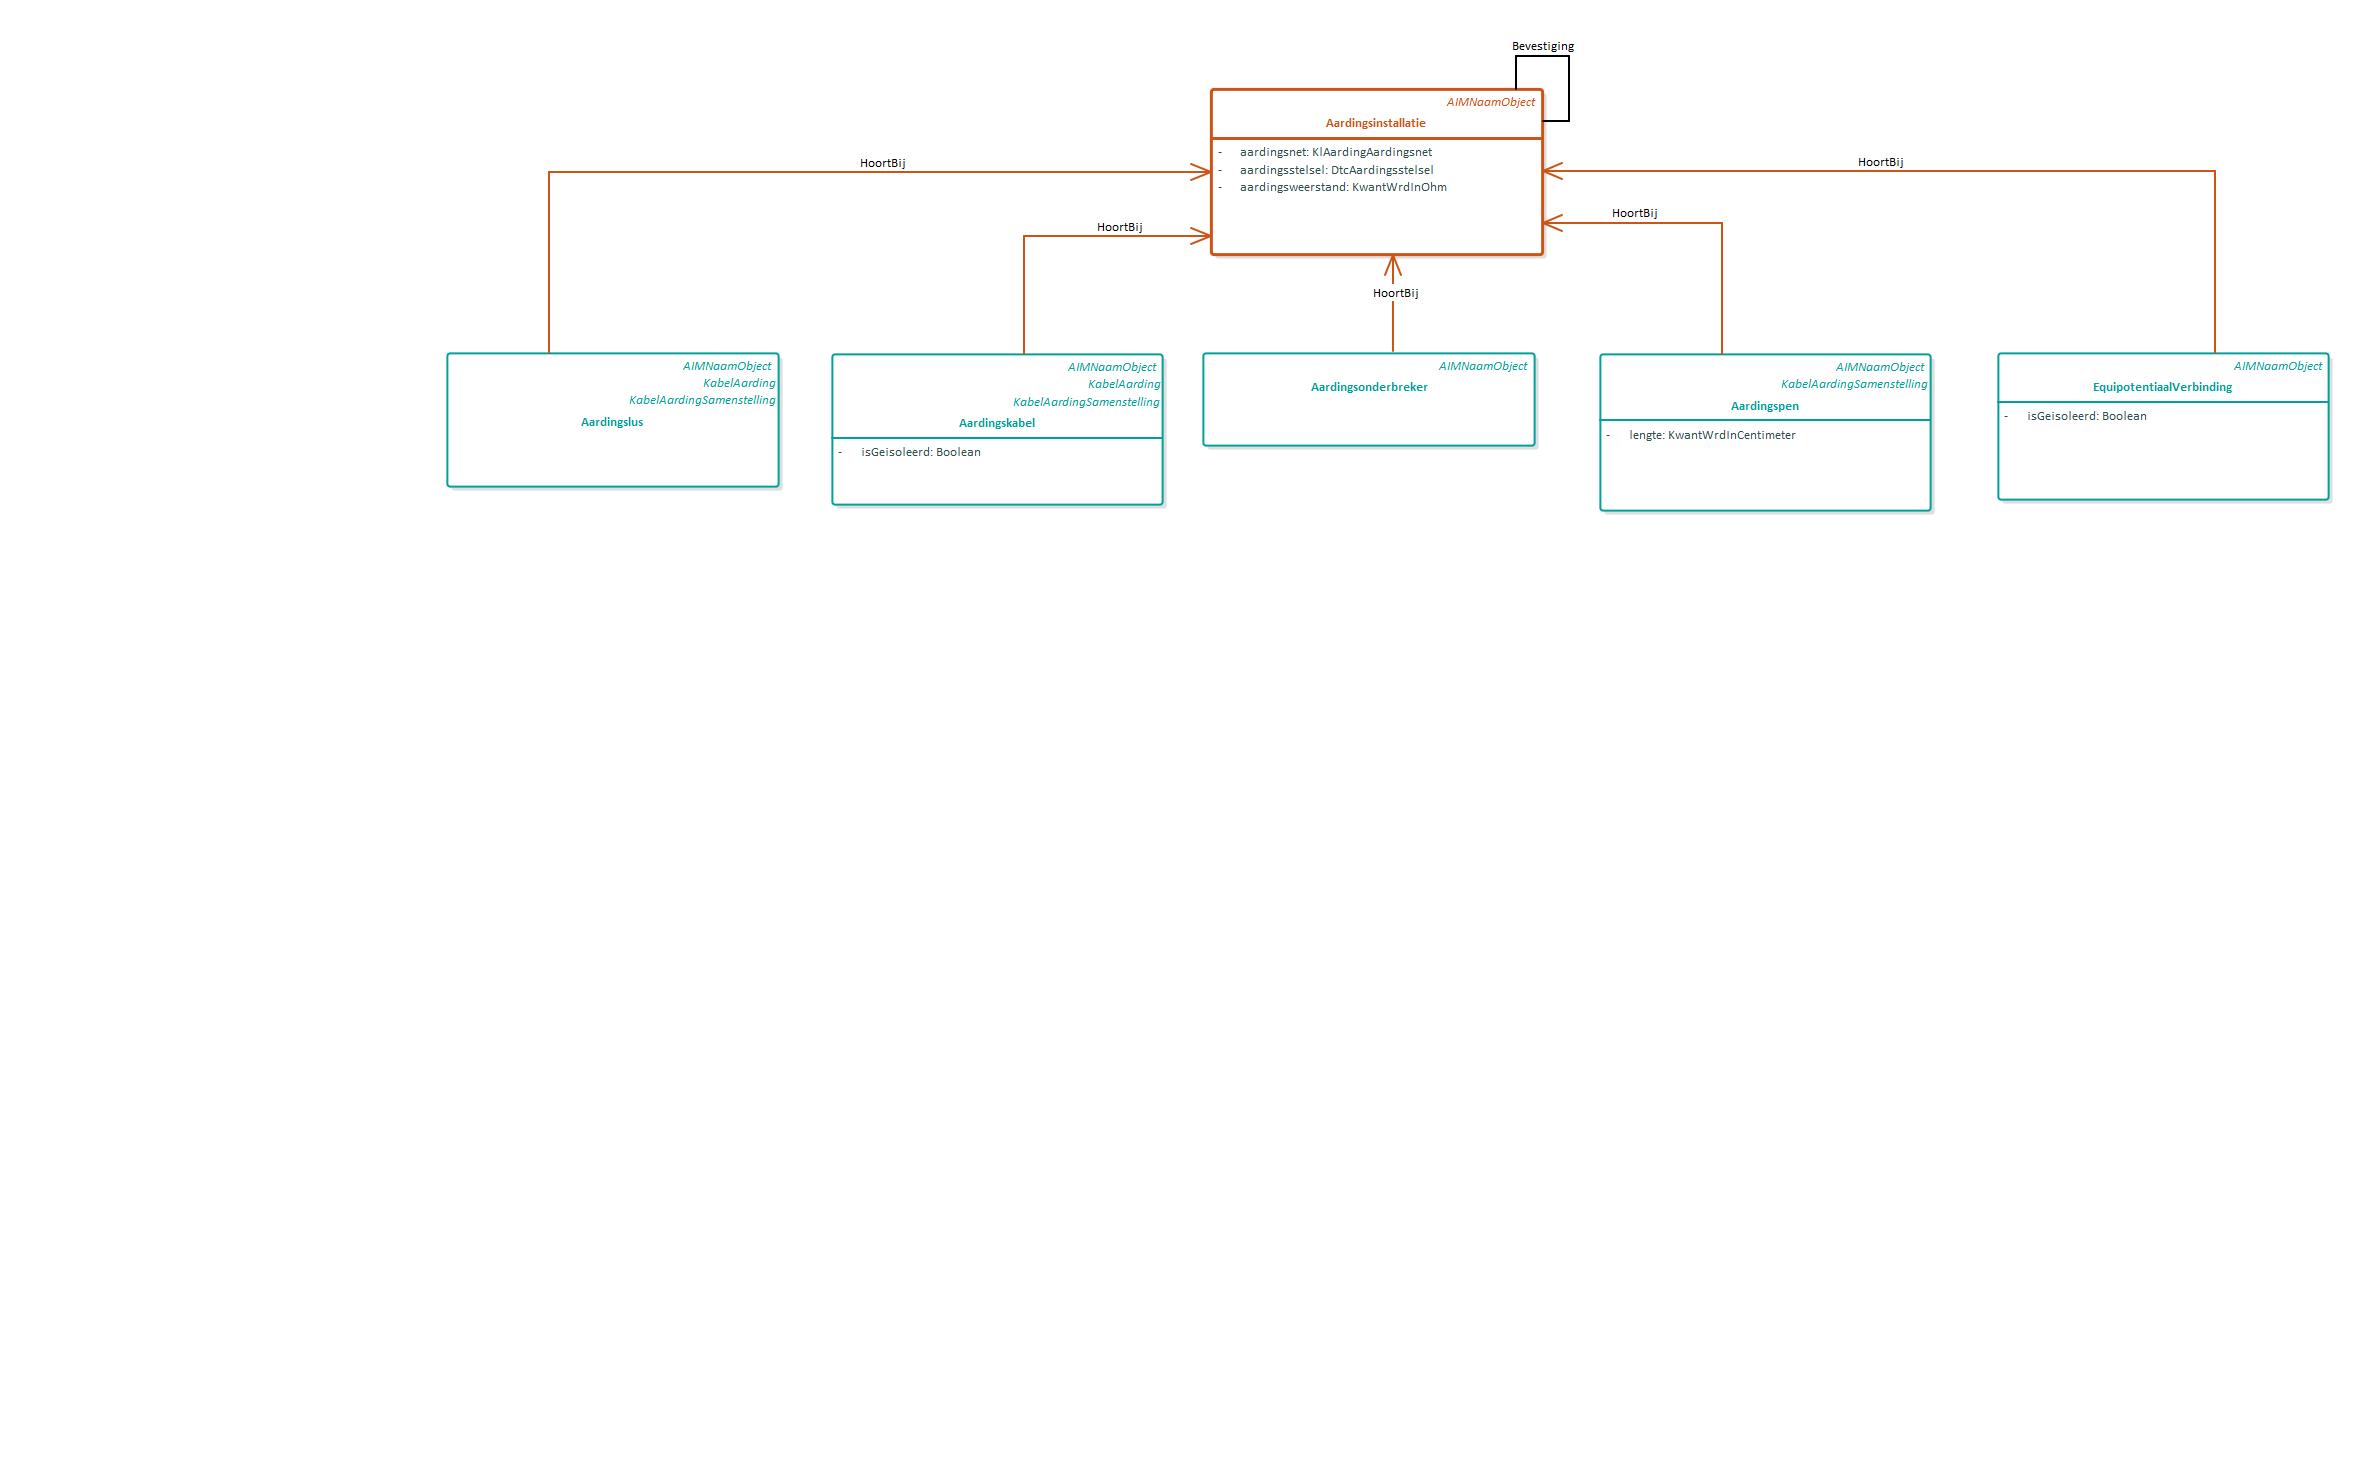 Bevestiging
AIMNaamObject
Aardingsinstallatie
- aardingsnet: KlAardingAardingsnet
- aardingsstelsel: DtcAardingsstelsel
- aardingsweerstand: KwantWrdInOhm
HoortBij
HoortBij
HoortBij
HoortBij
HoortBij
AIMNaamObject
KabelAarding
KabelAardingSamenstelling
Aardingslus
AIMNaamObject
KabelAarding
KabelAardingSamenstelling
Aardingskabel
- isGeisoleerd: Boolean
AIMNaamObject
Aardingsonderbreker
AIMNaamObject
KabelAardingSamenstelling
Aardingspen
- lengte: KwantWrdInCentimeter
AIMNaamObject
EquipotentiaalVerbinding
- isGeisoleerd: Boolean